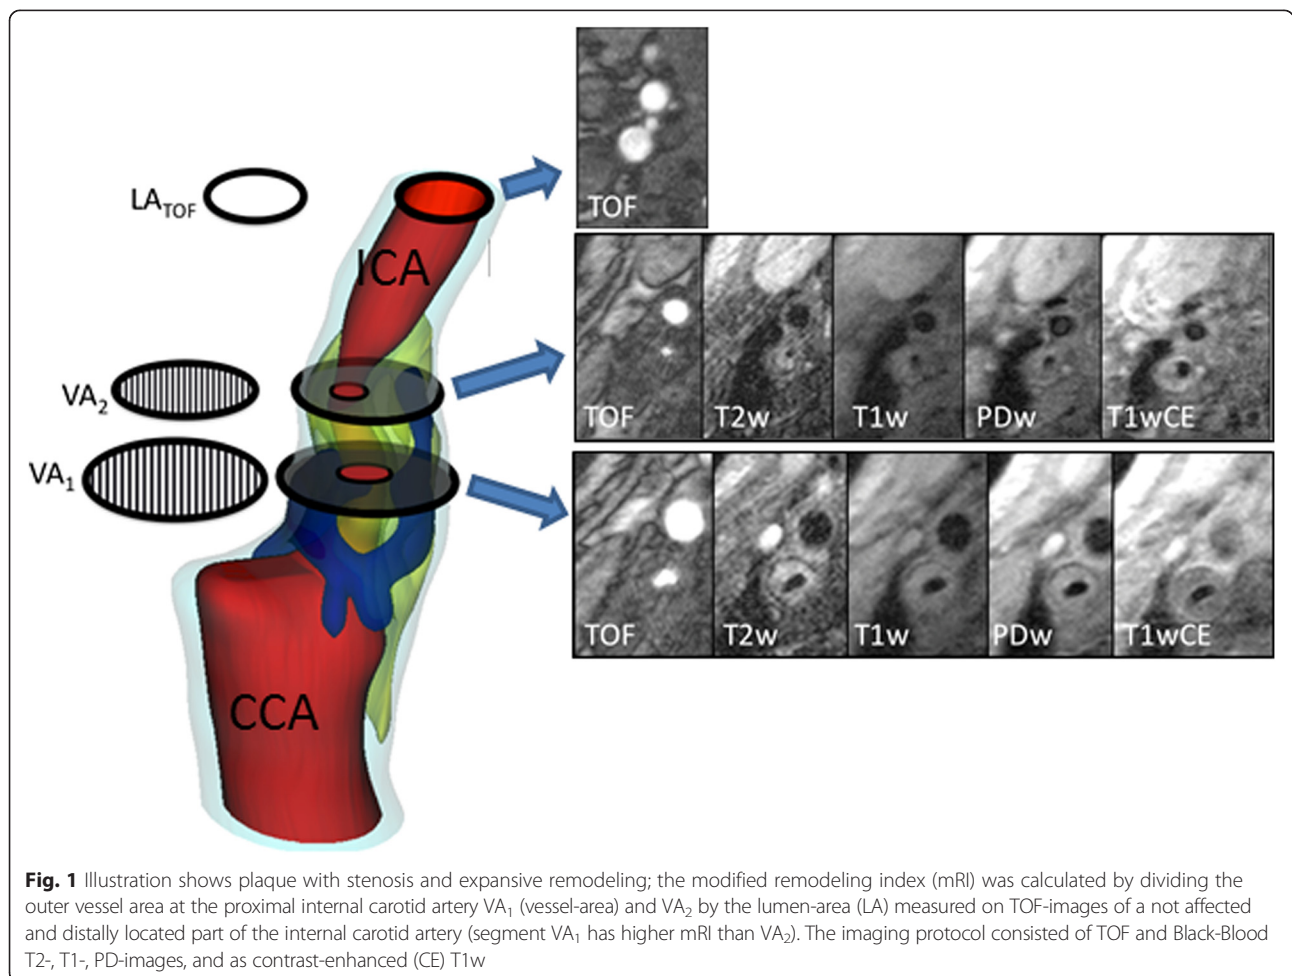 TOF
LA TOF
ICA
TOF T2w T1w PDw T1wCE
VA2
VA1
TOF T2w T1w PDw T1wCE
CCA
Fig. 1 Illustration shows plaque with stenosis and expansive remodeling; the modified remodeling index (mRI) was calculated by dividing the
outer vessel area at the proximal internal carotid artery VA1 (vessel-area) and VA2 by the lumen-area (LA) measured on TOF-images of a not affected
and distally located part of the internal carotid artery (segment VA1 has higher mRI than VA2). The imaging protocol consisted of TOF and Black-Blood
T2-, T1-, PD-images, and as contrast-enhanced (CE) T1w